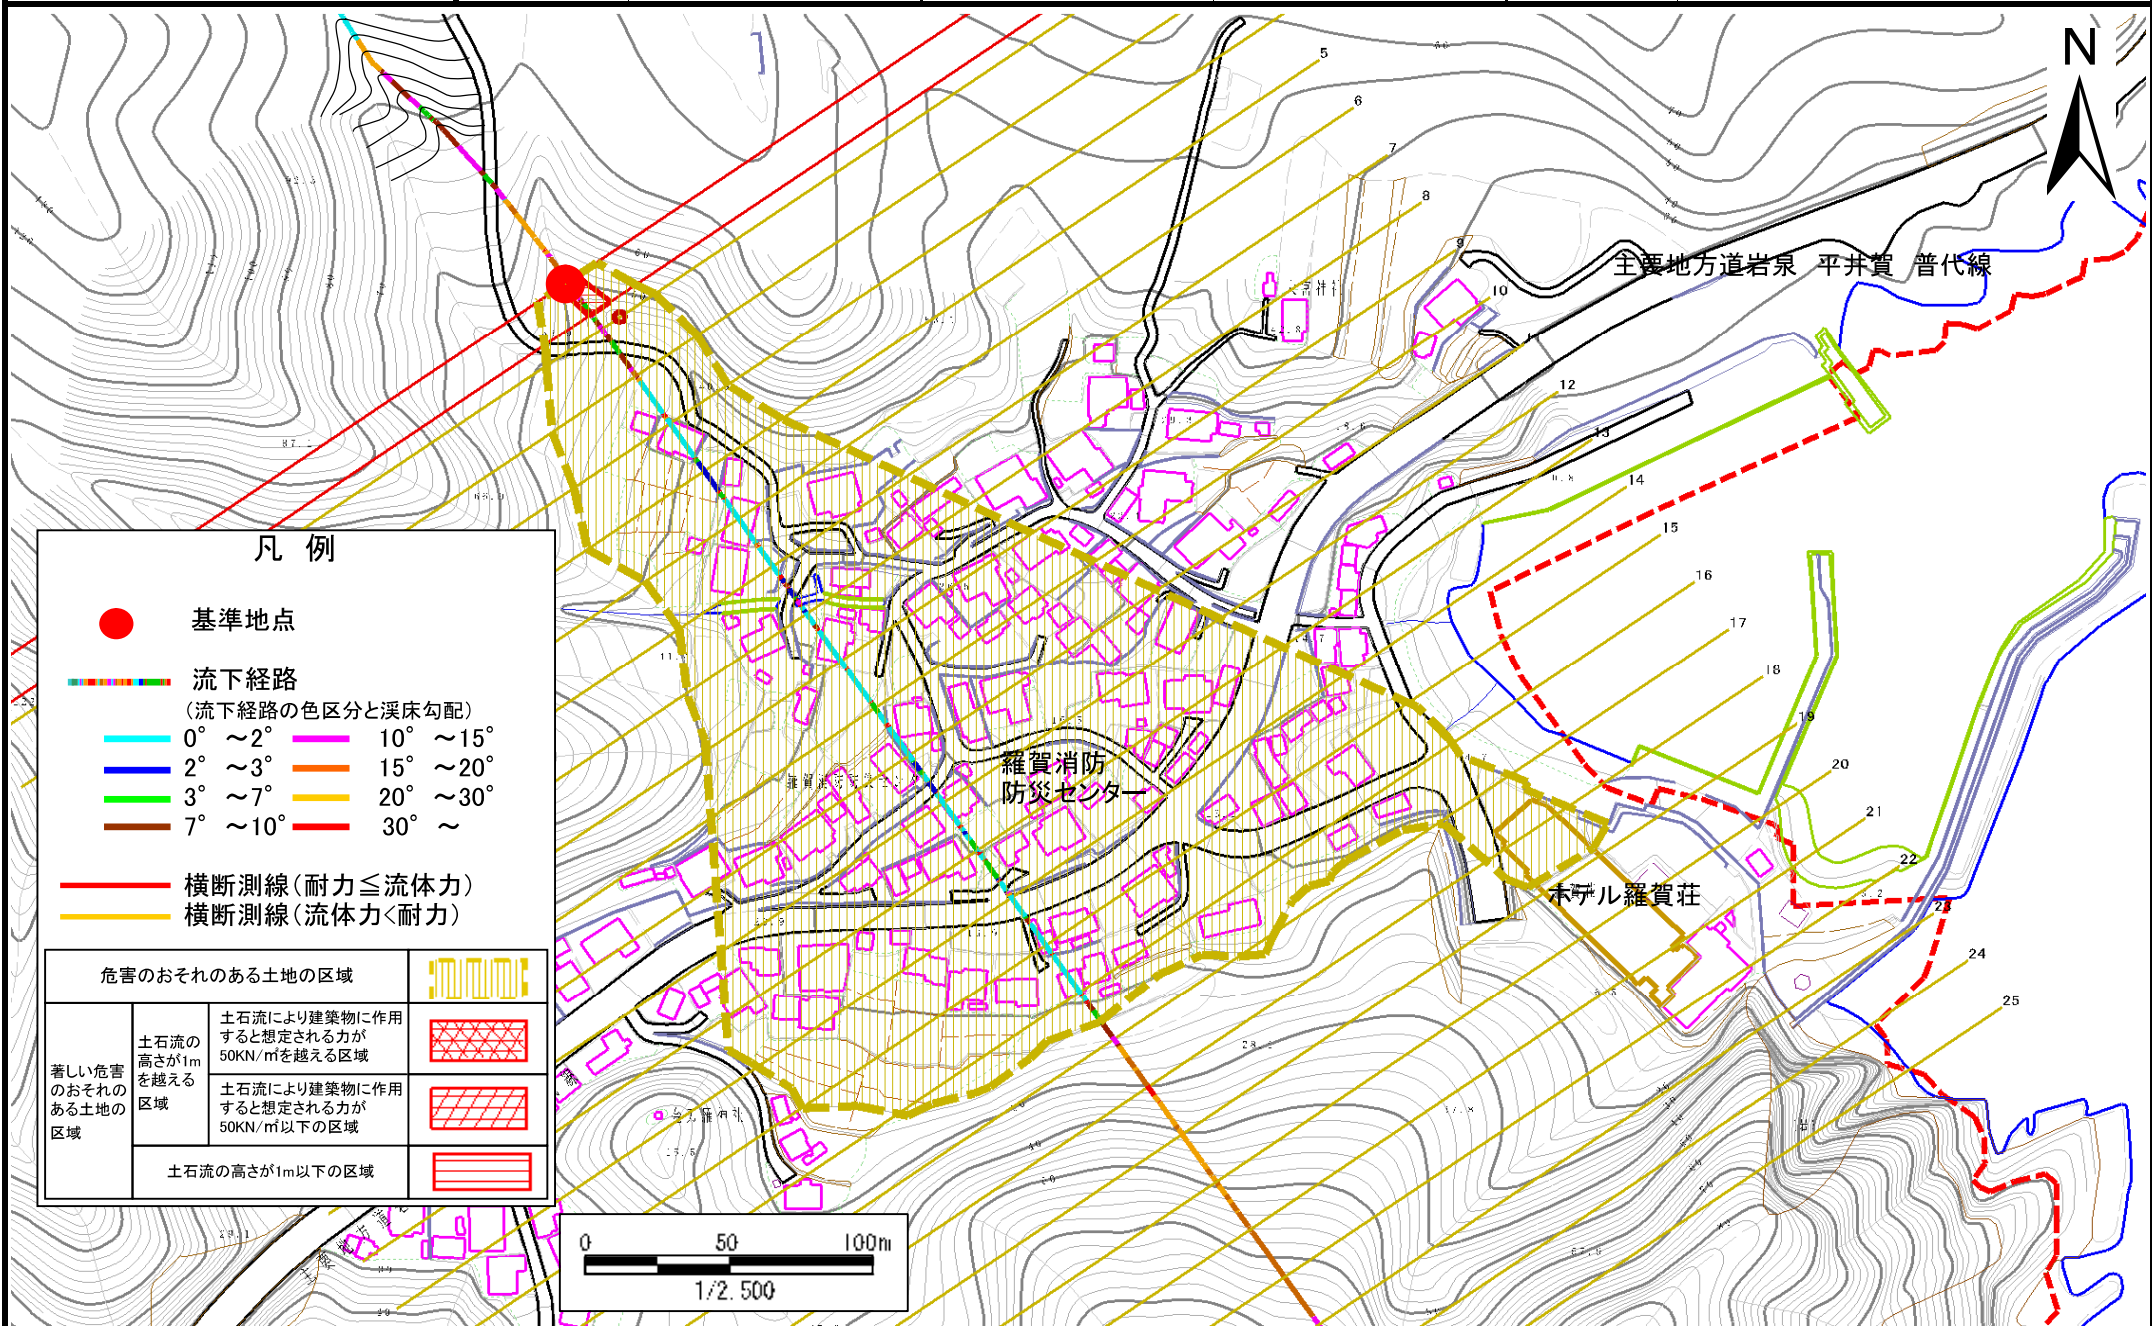 N
5
6
7
8
9
10
主要地方道岩泉 平井賀 普代線
12
13
14
15
16
17
18
19
20
21
22
23
24
25
羅賀消防
防災センター
ホテル羅賀荘
凡 例
基準地点
流下経路
(流下経路の色区分と渓床勾配)
0° ~2° 10° ~15°
2° ~3° 15° ~20°
3° ~7° 20° ~30°
7° ~10° 30° ~
横断測線(耐力≦流体力)
横断測線(流体力<耐力)
危害のおそれのある土地の区域
著しい危害
のおそれの
ある土地の
区域
土石流の
高さが1m
を越える
区域
土石流により建築物に作用
すると想定される力が
50KN/㎡を越える区域
土石流により建築物に作用
すると想定される力が
50KN/㎡以下の区域
土石流の高さが1m以下の区域
0 50 100m
1/2.500